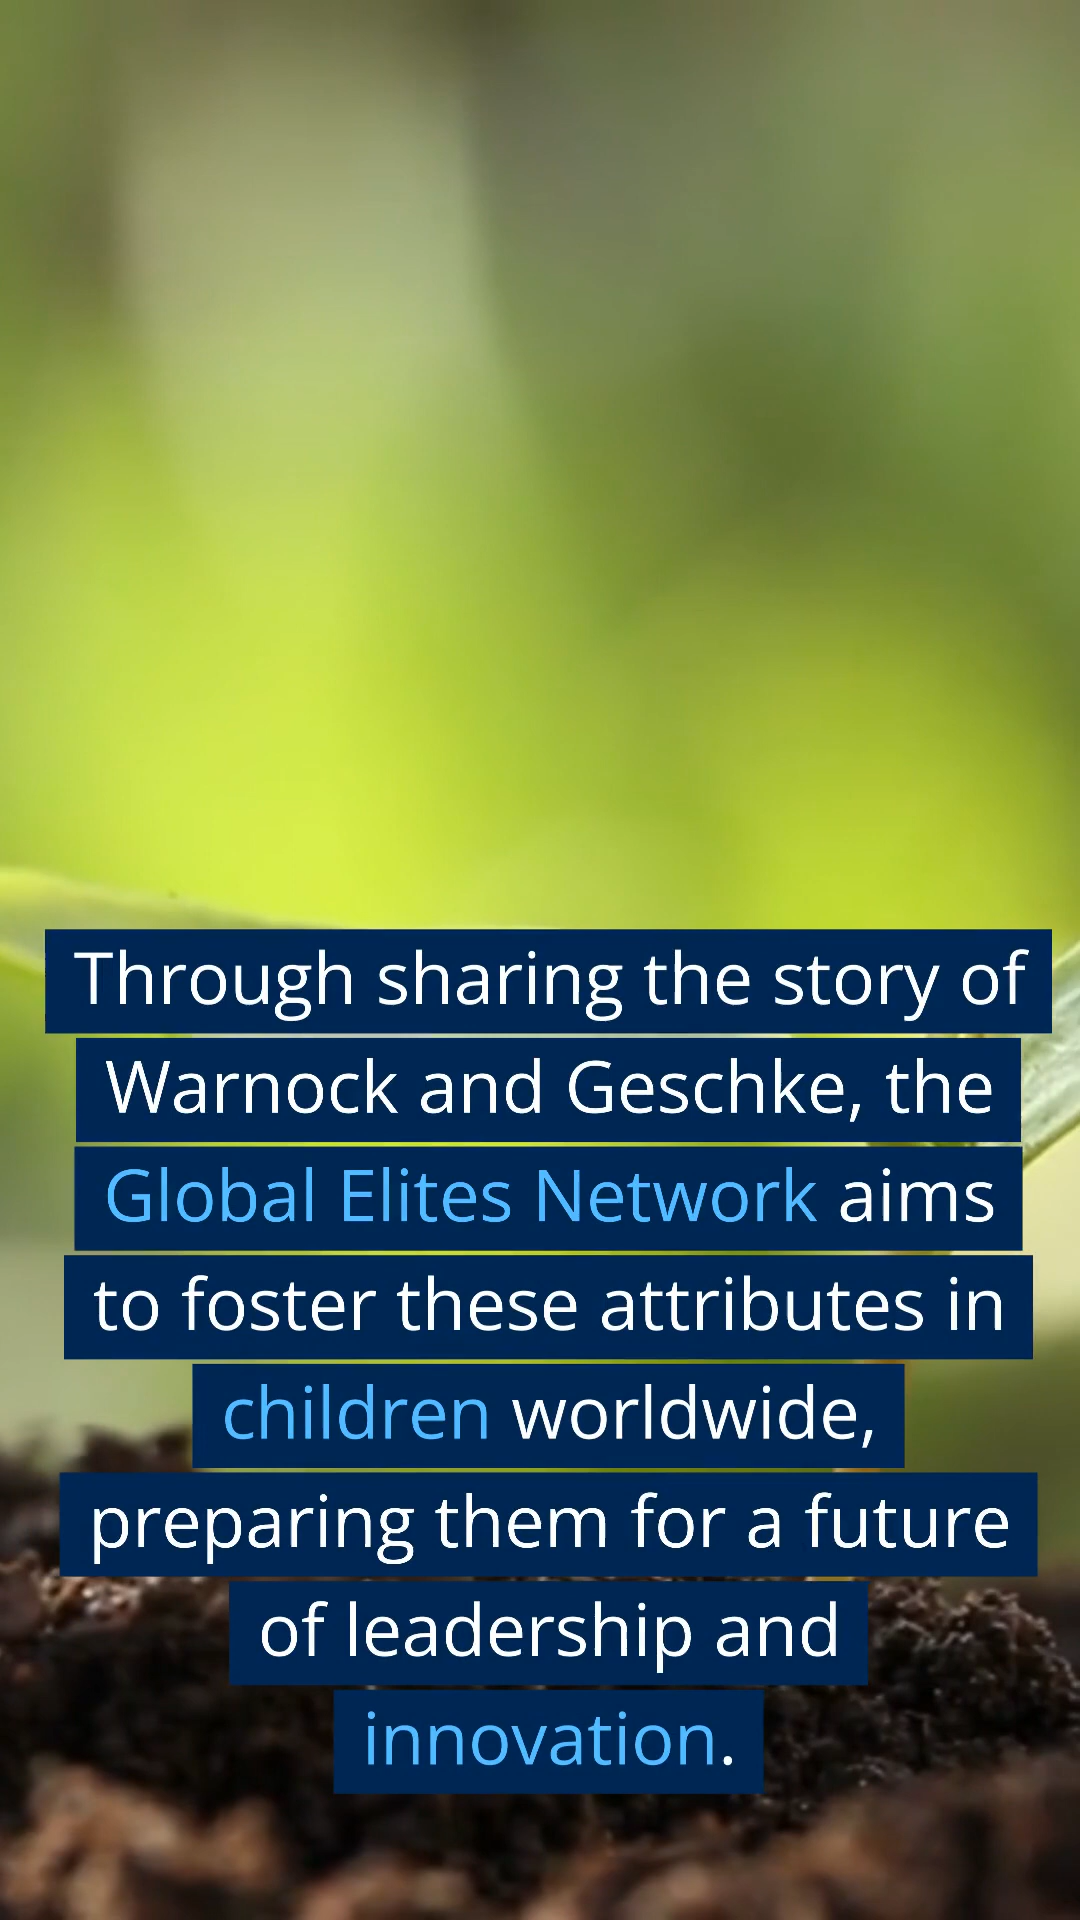 Through sharing the story of
Warnock and Geschke, the
Global Elites Network aims
to foster these attributes in
children worldwide,
preparing them for a future
of leadership and
innovation.